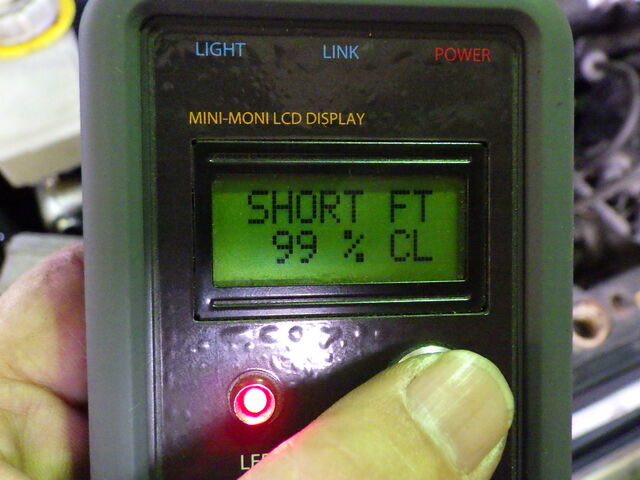 LIGHT LINK POWER
MINI-MONI LCD DISPLAY
SHORT FT
99 % CL